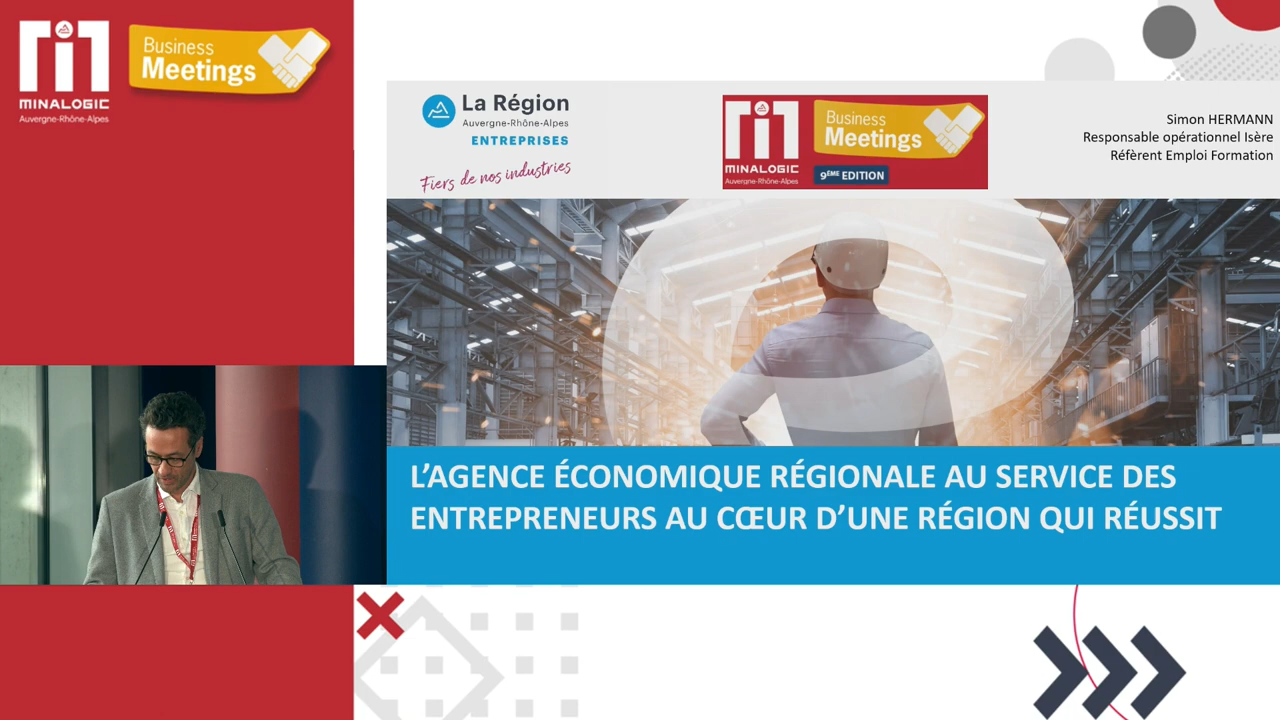 MINALOGIC
Auvergne-Rhône-Alpes
Business
Meetings
La Région
Auvergne-Rhône-Alpes
ENTREPRISES
Fiers de nos industries
MINALOGIC
Auvergne-Rhône-Alpes
Business
Meetings
9ÈME EDITION
Simon HERMANN
Responsable opérationnel Isère
Réfèrent Emploi Formation
L’AGENCE ÉCONOMIQUE RÉGIONALE AU SERVICE DES
ENTREPRENEURS AU CŒUR D’UNE RÉGION QUI RÉUSSIT